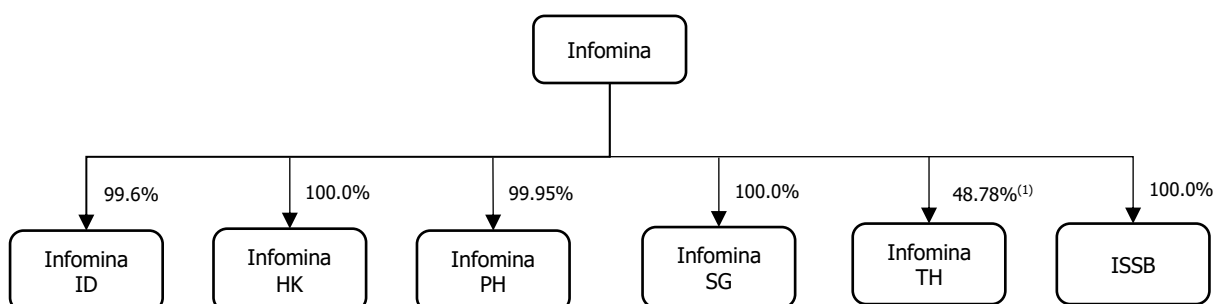 Infomina
99.6%
100.0%
99.95%
100.0%
48.78%(1)
100.0%
Infomina
ID
Infomina
HK
Infomina
PH
Infomina
SG
Infomina
TH
ISSB